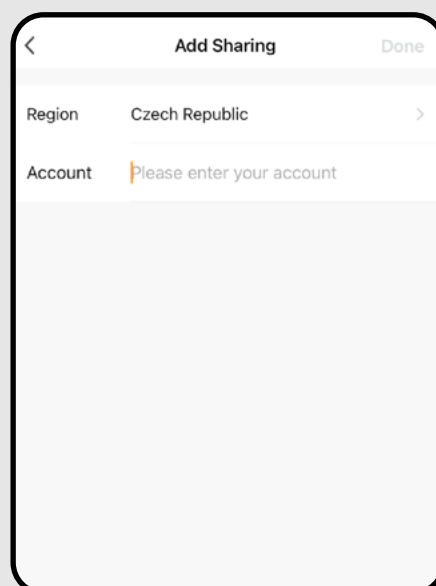 Add Sharing Done
Region Czech Republic
Account Please enter your account